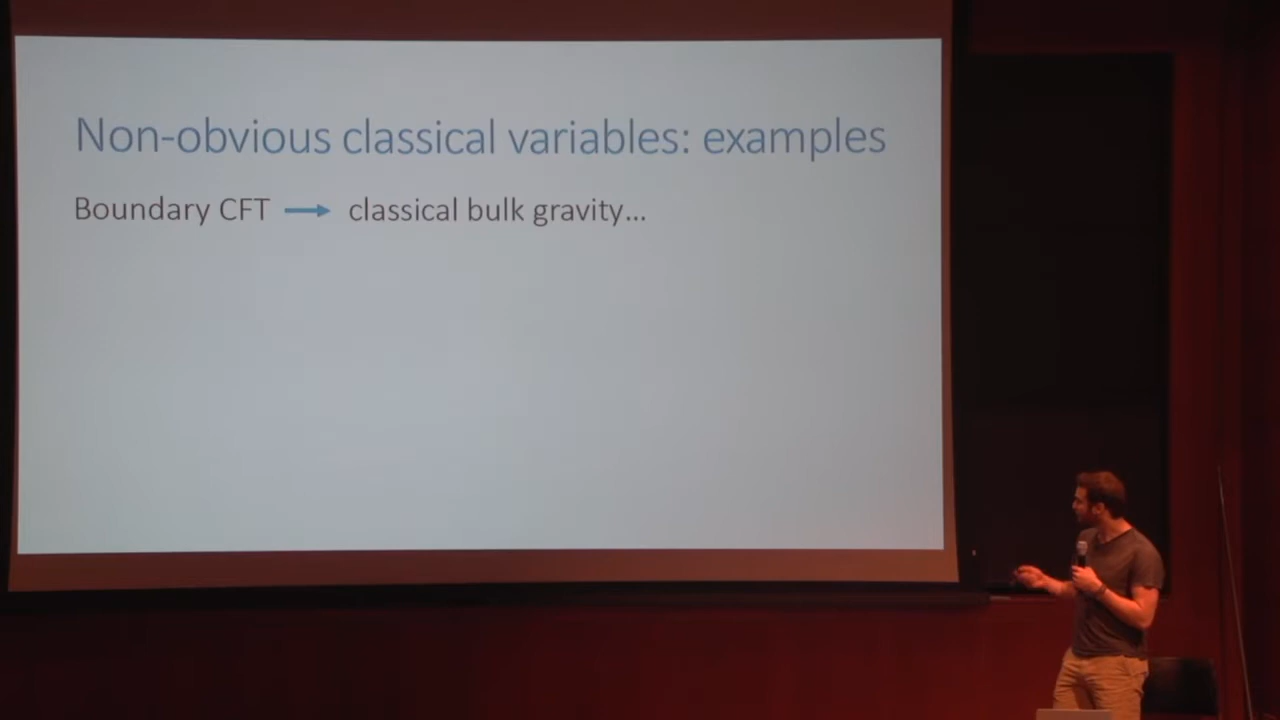 Non-obvious classical variables: examples
Boundary CFT → classical bulk gravity...